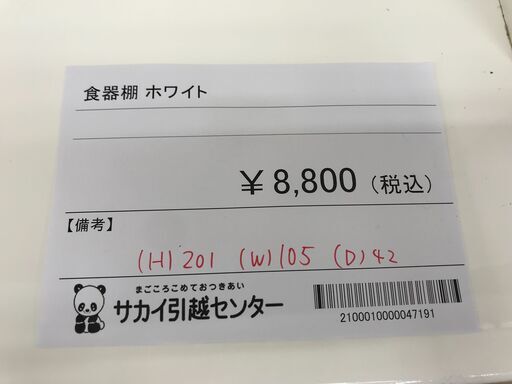 食器棚 ホワイト
¥8,800(税込)
【備考】
(H)201 (W)105 (D)42
まごころこめておつきあい
サカイ引越センター
2100010000047191